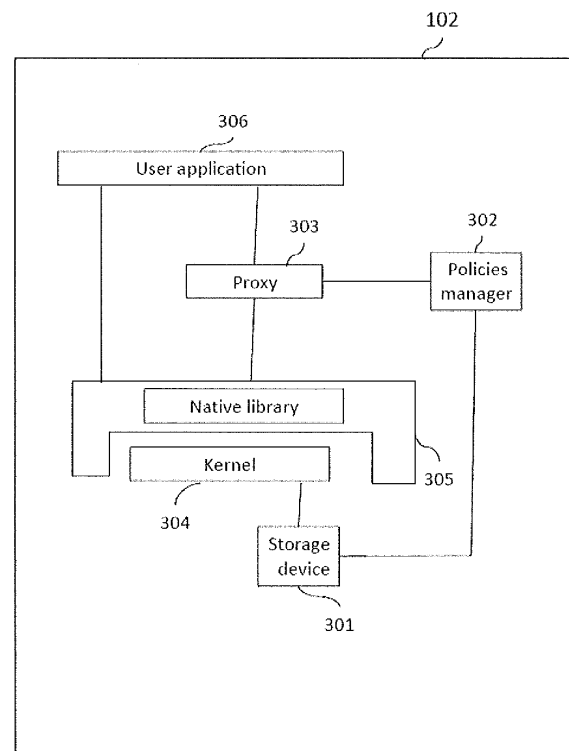 102
306
User application
303
302
Proxy
Policies
manager
Native library
Kernel
305
304
Storage
device
301